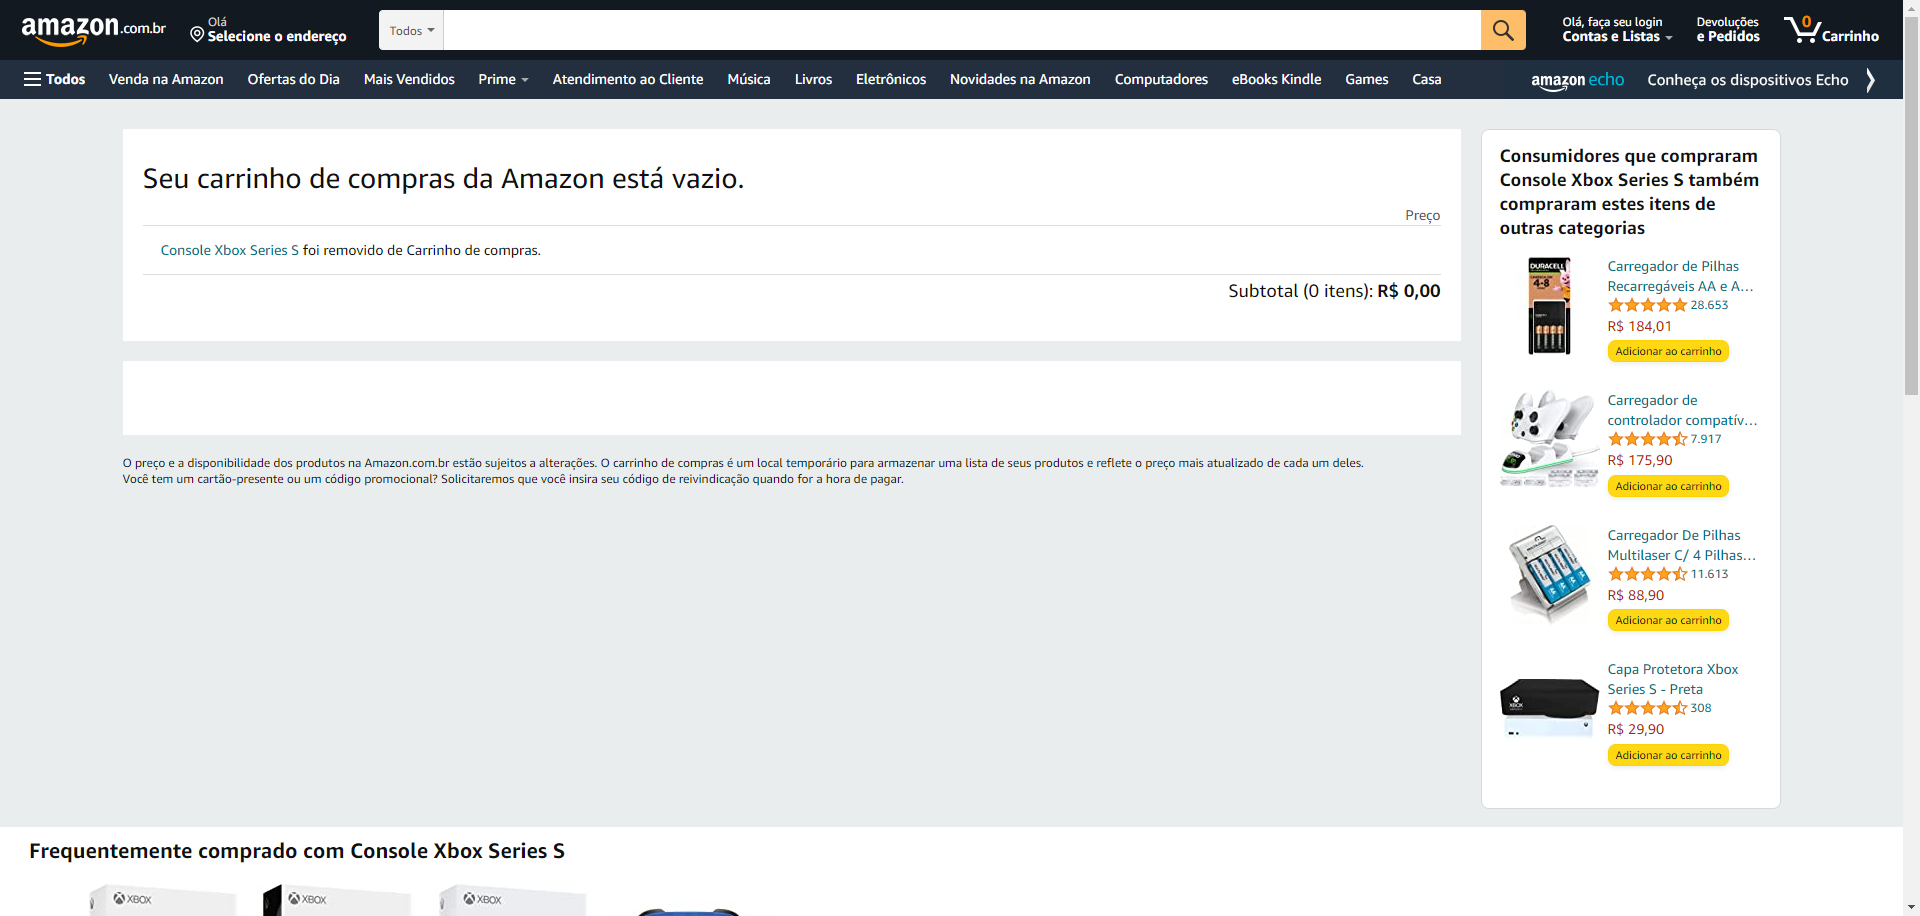 amazon.com.br
Olá
Selecione o endereço
Todos
Olá, faça seu login
Contas e Listas
Devoluções
e Pedidos
0
Carrinho
Todos
Venda na Amazon
Ofertas do Dia
Mais Vendidos
Prime
Atendimento ao Cliente
Música
Livros
Eletrônicos
Novidades na Amazon
Computadores
eBooks Kindle
Games
Casa
amazon echo
Conheça os dispositivos Echo
Seu carrinho de compras da Amazon está vazio.
Preço
Console Xbox Series S foi removido de Carrinho de compras.
Subtotal (0 itens): R$ 0,00
O preço e a disponibilidade dos produtos na Amazon.com.br estão sujeitos a alterações. O carrinho de compras é um local temporário para armazenar uma lista de seus produtos e reflete o preço mais atualizado de cada um deles.
Você tem um cartão-presente ou um código promocional? Solicitaremos que você insira seu código de reivindicação quando for a hora de pagar.
Consumidores que compraram
Console Xbox Series S também
compraram estes itens de
outras categorias
DURACELL
4-8
Carregador de Pilhas
Recarregáveis AA e A...
28.653
R$ 184,01
Adicionar ao carrinho
Carregador de
controlador compatív...
7.917
R$ 175,90
Adicionar ao carrinho
Carregador De Pilhas
Multilaser C/ 4 Pilhas...
11.613
R$ 88,90
Adicionar ao carrinho
XBOX
Capa Protetora Xbox
Series S - Preta
308
R$ 29,90
Adicionar ao carrinho
Frequentemente comprado com Console Xbox Series S
XBOX
XBOX
XBOX